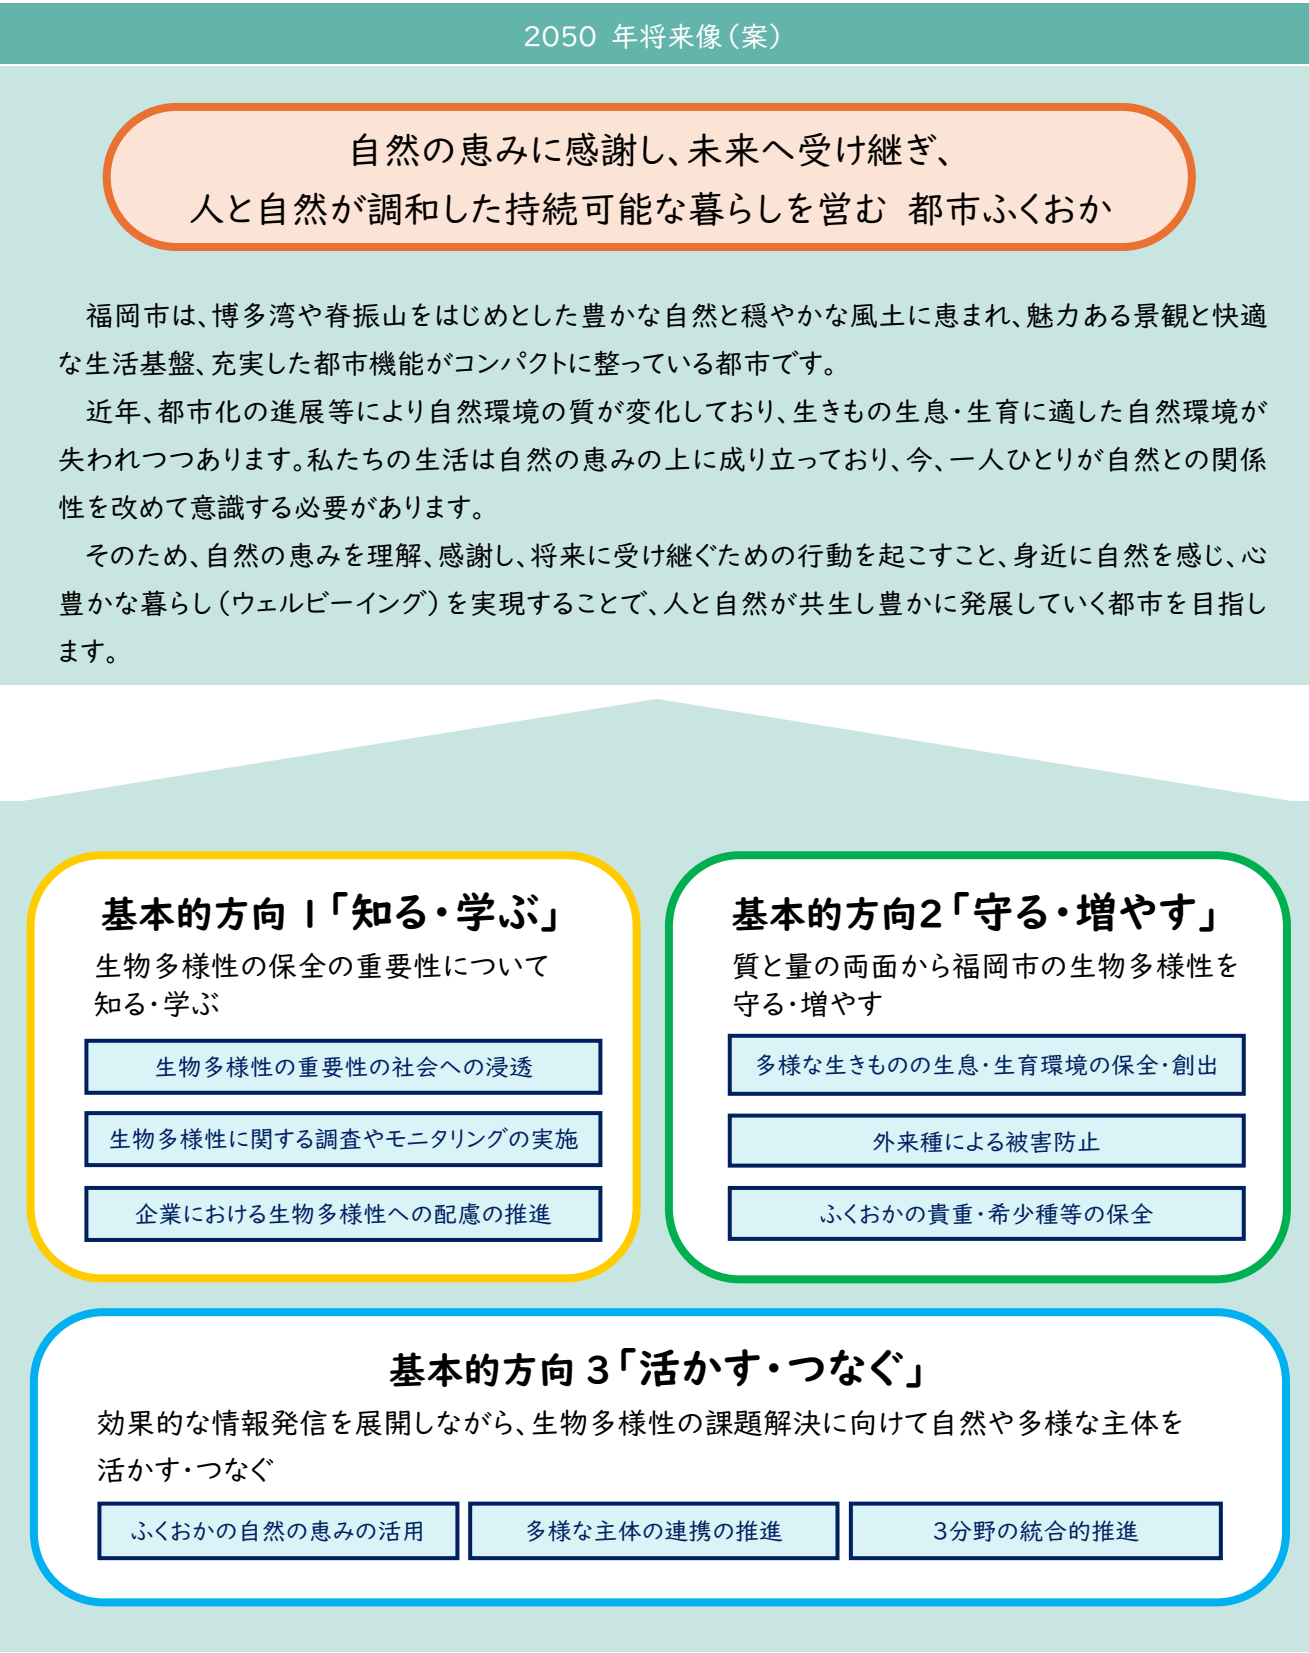 2050 年将来像（案）
自然の恵みに感謝し、未来へ受け継ぎ、
人と自然が調和した持続可能な暮らしを営む 都市ふくおか
福岡市は、博多湾や脊振山をはじめとした豊かな自然と穏やかな風土に恵まれ、魅力ある景観と快適
な生活基盤、充実した都市機能がコンパクトに整っている都市です。
近年、都市化の進展等により自然環境の質が変化しており、生きもの生息・生育に適した自然環境が
失われつつあります。私たちの生活は自然の恵みの上に成り立っており、今、一人ひとりが自然との関係
性を改めて意識する必要があります。
そのため、自然の恵みを理解、感謝し、将来に受け継ぐための行動を起こすこと、身近に自然を感じ、心
豊かな暮らし（ウェルビーイング）を実現することで、人と自然が共生し豊かに発展していく都市を目指し
ます。
基本的方向1「知る・学ぶ」
生物多様性の保全の重要性について
知る・学ぶ
生物多様性の重要性の社会への浸透
生物多様性に関する調査やモニタリングの実施
企業における生物多様性への配慮の推進
基本的方向2「守る・増やす」
質と量の両面から福岡市の生物多様性を
守る・増やす
多様な生きものの生息・生育環境の保全・創出
外来種による被害防止
ふくおかの貴重・希少種等の保全
基本的方向3「活かす・つなぐ」
効果的な情報発信を展開しながら、生物多様性の課題解決に向けて自然や多様な主体を
活かす・つなぐ
ふくおかの自然の恵みの活用
多様な主体の連携の推進
3分野の統合的推進